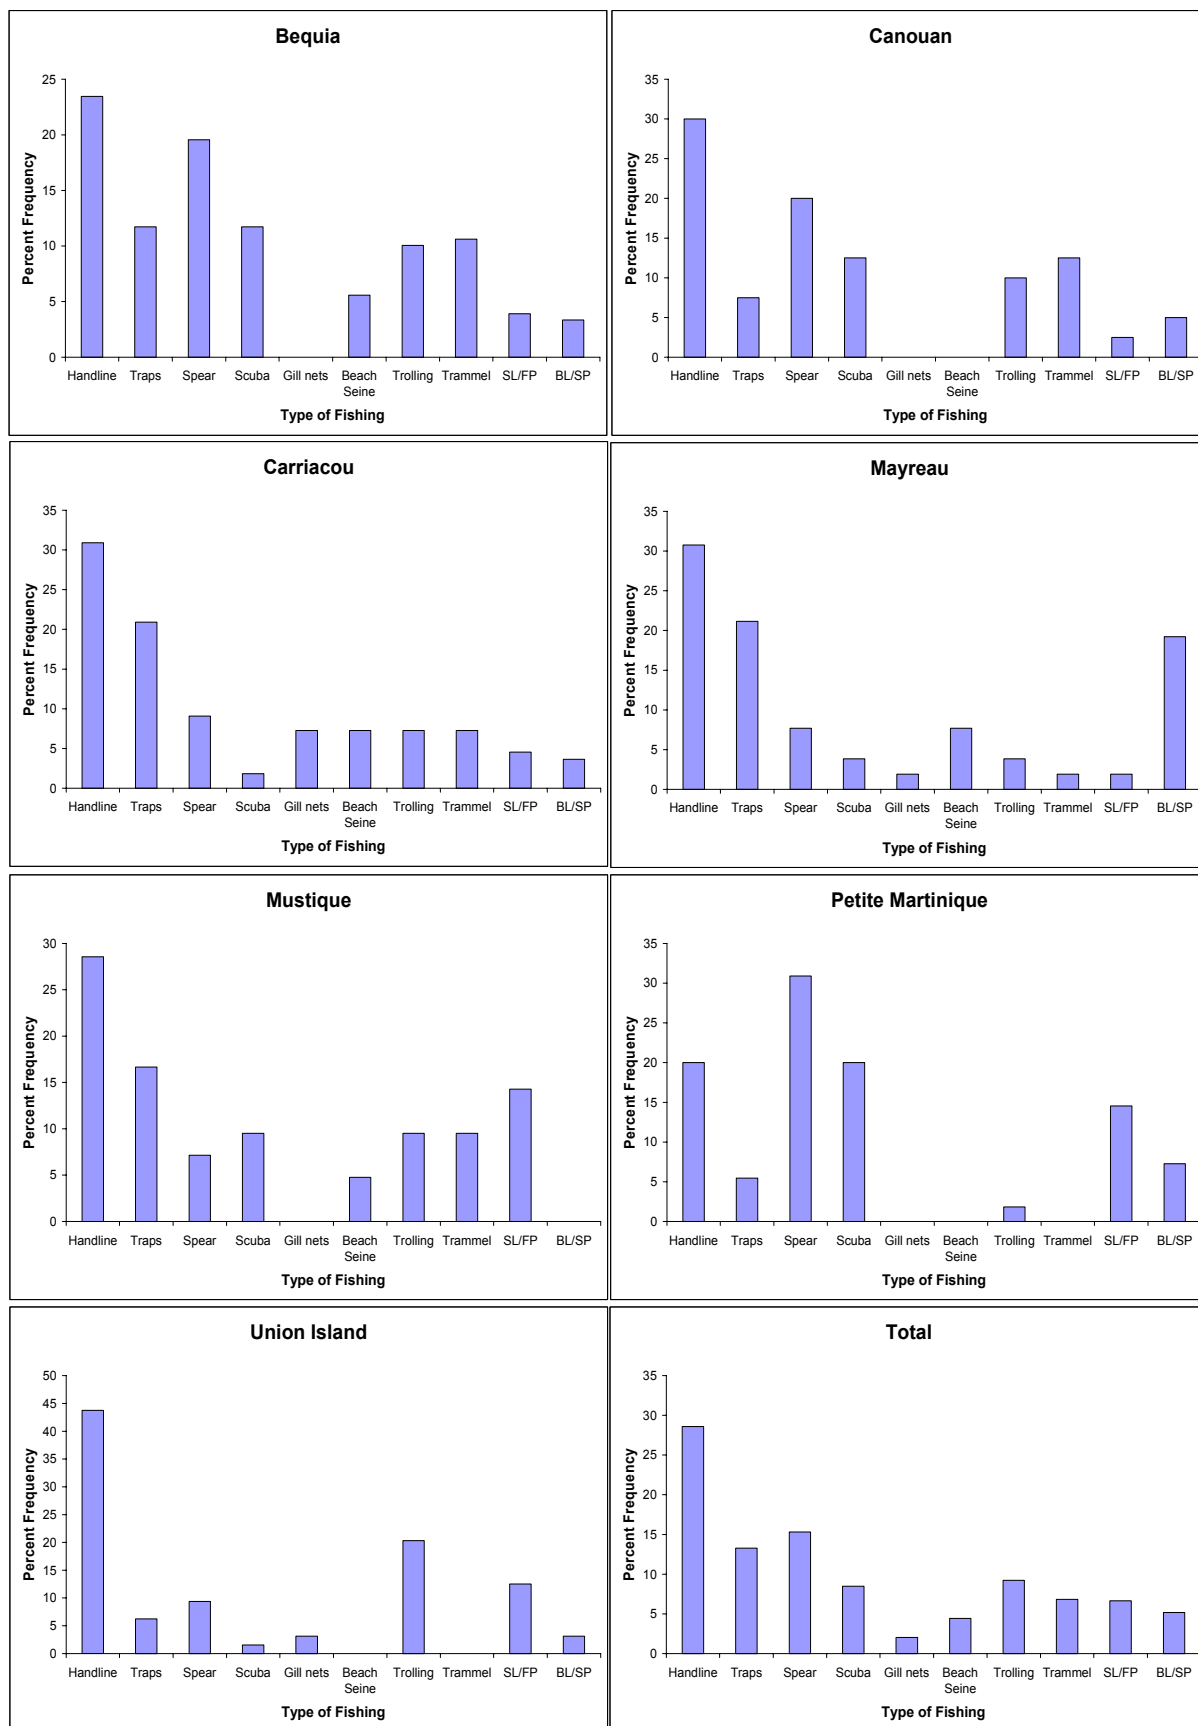 Bequia
25
20
15
10
5
0
Percent Frequency
Handline Traps Spear Scuba Gill nets Beach Trolling Trammel SL/FP BL/SP
Seine
Type of Fishing
Canouan
35
30
25
20
15
10
5
0
Percent Frequency
Handline Traps Spear Scuba Gill nets Beach Trolling Trammel SL/FP BL/SP
Seine
Type of Fishing
Carriacou
35
30
25
20
15
10
5
0
Percent Frequency
Handline Traps Spear Scuba Gill nets Beach Trolling Trammel SL/FP BL/SP
Seine
Type of Fishing
Mayreau
35
30
25
20
15
10
5
0
Percent Frequency
Handline Traps Spear Scuba Gill nets Beach Trolling Trammel SL/FP BL/SP
Seine
Type of Fishing
Mustique
30
25
20
15
10
5
0
Percent Frequency
Handline Traps Spear Scuba Gill nets Beach Trolling Trammel SL/FP BL/SP
Seine
Type of Fishing
Petite Martinique
35
30
25
20
15
10
5
0
Percent Frequency
Handline Traps Spear Scuba Gill nets Beach Trolling Trammel SL/FP BL/SP
Seine
Type of Fishing
Union Island
50
45
40
35
30
25
20
15
10
5
0
Percent Frequency
Handline Traps Spear Scuba Gill nets Beach Trolling Trammel SL/FP BL/SP
Seine
Type of Fishing
Total
35
30
25
20
15
10
5
0
Percent Frequency
Handline Traps Spear Scuba Gill nets Beach Trolling Trammel SL/FP BL/SP
Seine
Type of Fishing